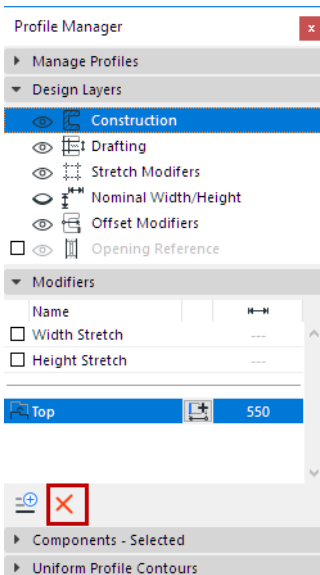 Profile Manager x
Manage Profiles
Design Layers
Construction
Drafting
Stretch Modifers
Nominal Width/Height
Offset Modifiers
Opening Reference
Modifiers
Name
Width Stretch ---
Height Stretch ---
Top 550
Components - Selected
Uniform Profile Contours